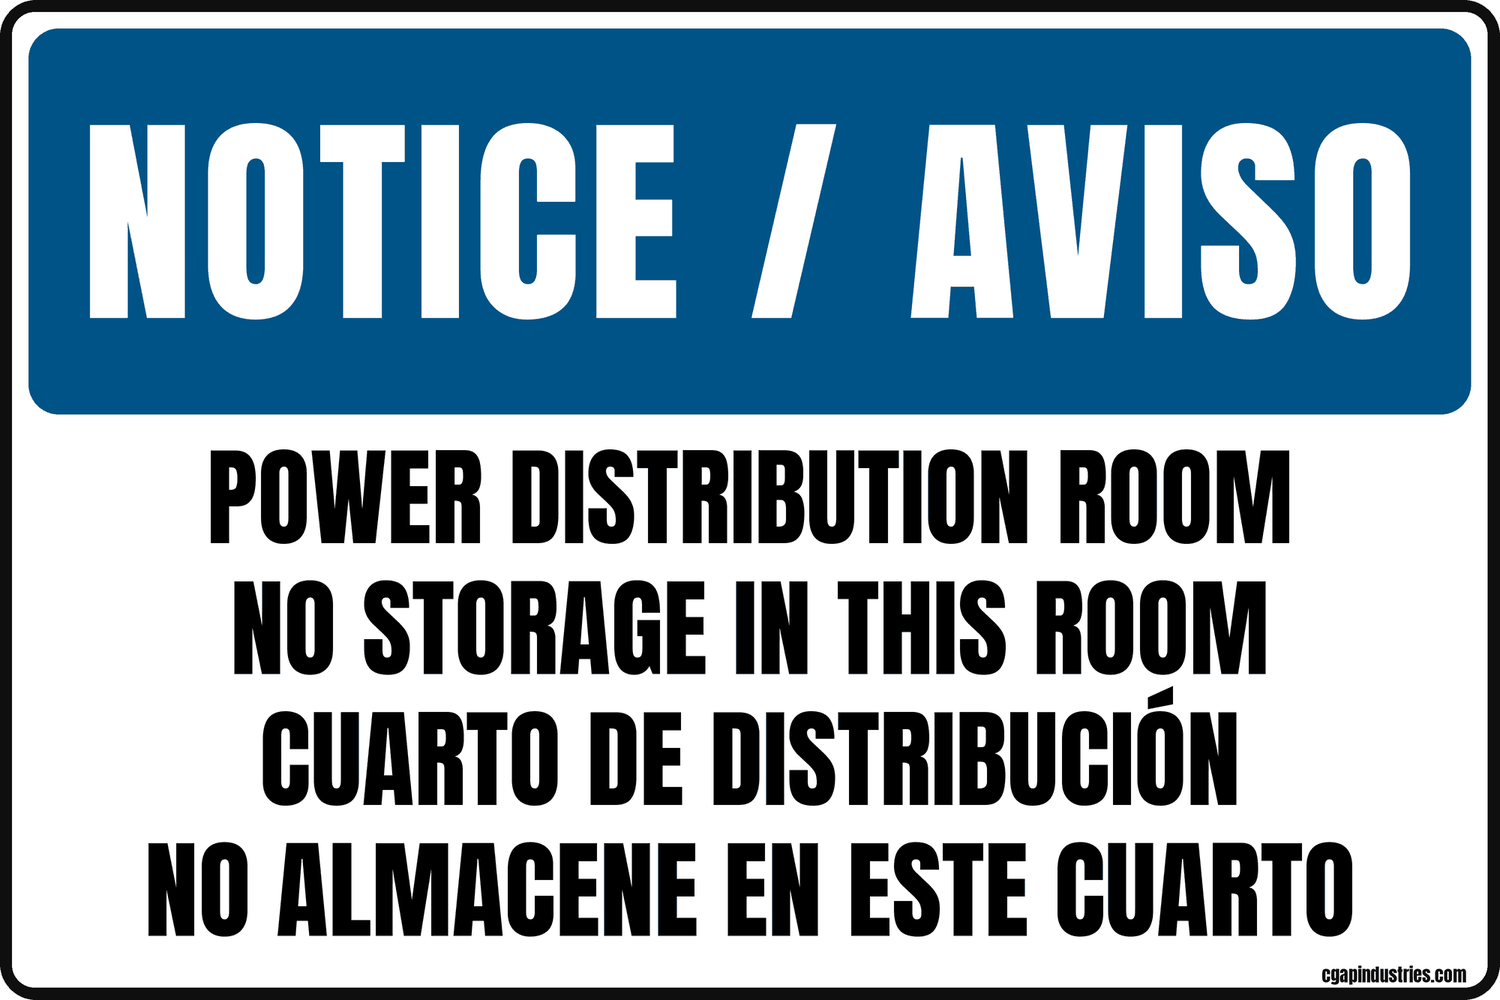 NOTICE / AVISO
POWER DISTRIBUTION ROOM
NO STORAGE IN THIS ROOM
CUARTO DE DISTRIBUCIÓN
NO ALMACENE EN ESTE CUARTO
cgapindustries.com